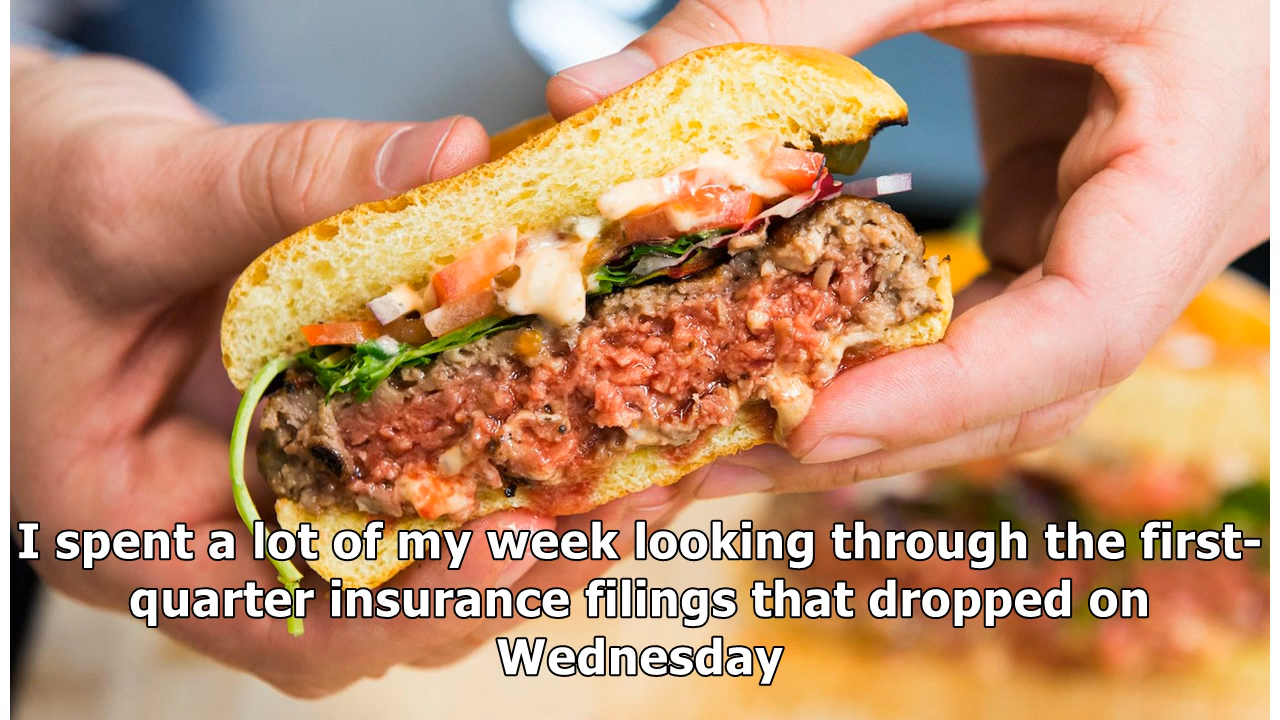 I spent a lot of my week looking through the first-
quarter insurance filings that dropped on
Wednesday